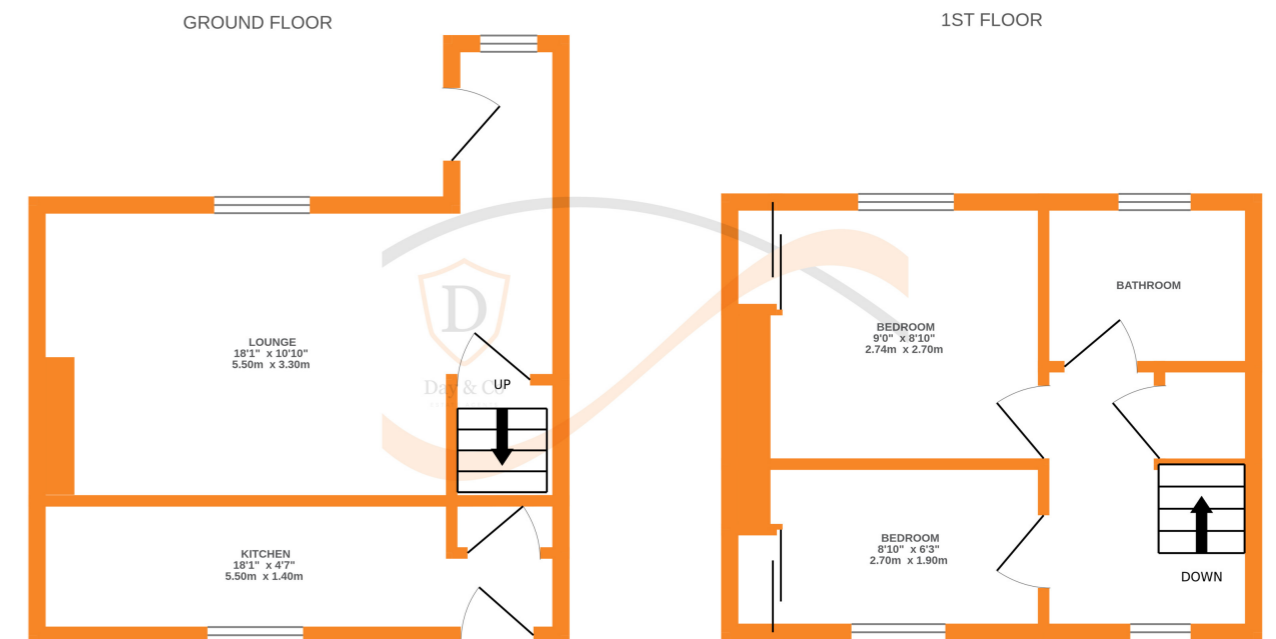 GROUND FLOOR
1ST FLOOR
LOUNGE
18'1" x 10'10"
5.50m x 3.30m
D
Day & Co
UP
KITCHEN
18'1" x 4'7"
5.50m x 1.40m
BATHROOM
BEDROOM
9'0" x 8'10"
2.74m x 2.70m
BEDROOM
8'10" x 6'3"
2.70m x 1.90m
DOWN